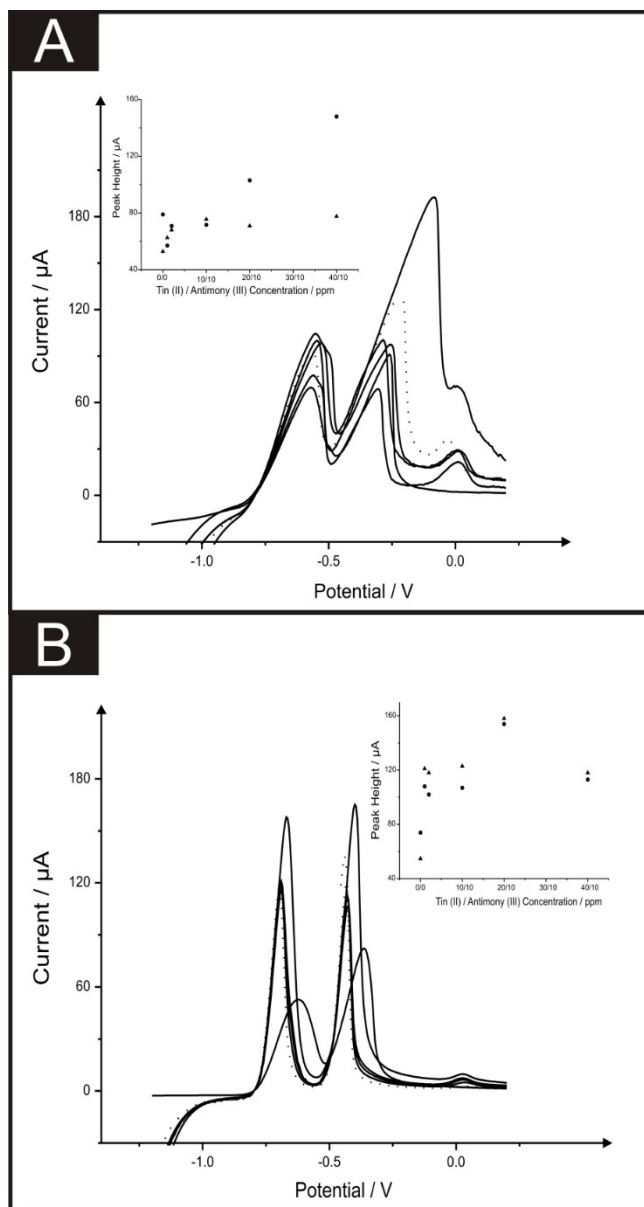 A
160
120
80
40
Peak Height / µA
0/0 10/10 20/10 30/10 40/10
Tin (II) / Antimony (III) Concentration / ppm
180
120
60
0
Current / µA
-1.0 -0.5 0.0
Potential / V
B
160
120
80
40
Peak Height / µA
0/0 10/10 20/10 30/10 40/10
Tin (II) / Antimony (III) Concentration / ppm
180
120
60
0
Current / µA
-1.0 -0.5 0.0
Potential / V